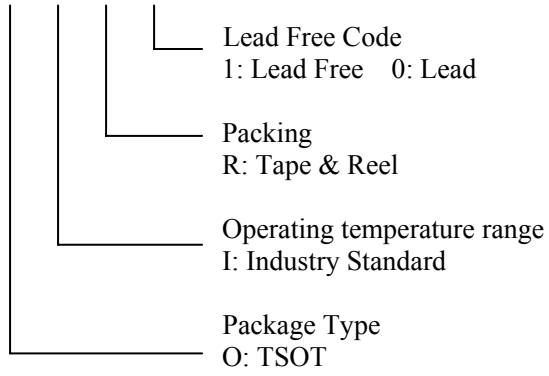 Lead Free Code
1: Lead Free 0: Lead
Packing
R: Tape & Reel
Operating temperature range
I: Industry Standard
Package Type
O: TSOT